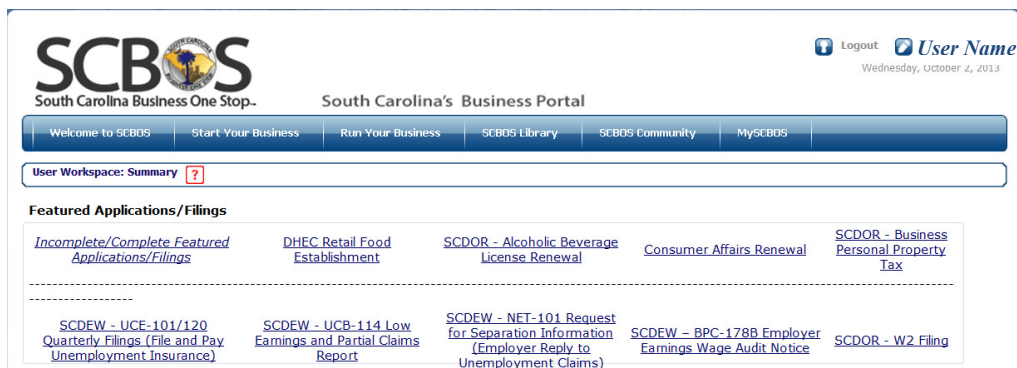 SCBOS
South Carolina Business One Stop
South Carolina's Business Portal
Logout User Name
Wednesday, October 2, 2013
Welcome to SCBOS Start Your Business Run Your Business SCBOS Library SCBOS Community MySCBOS
User Workspace: Summary ?
Featured Applications/Filings
Incomplete/Complete Featured
Applications/Filings
DHEC Retail Food
Establishment
SCDOR - Alcoholic Beverage
License Renewal
Consumer Affairs Renewal
SCDOR - Business
Personal Property
Tax
SCDEW - UCE-101/120
Quarterly Filings (File and Pay
Unemployment Insurance)
SCDEW - UCB-114 Low
Earnings and Partial Claims
Report
SCDEW - NET-101 Request
for Separation Information
(Employer Reply to
Unemployment Claims)
SCDEW – BPC-178B Employer
Earnings Wage Audit Notice
SCDOR - W2 Filing